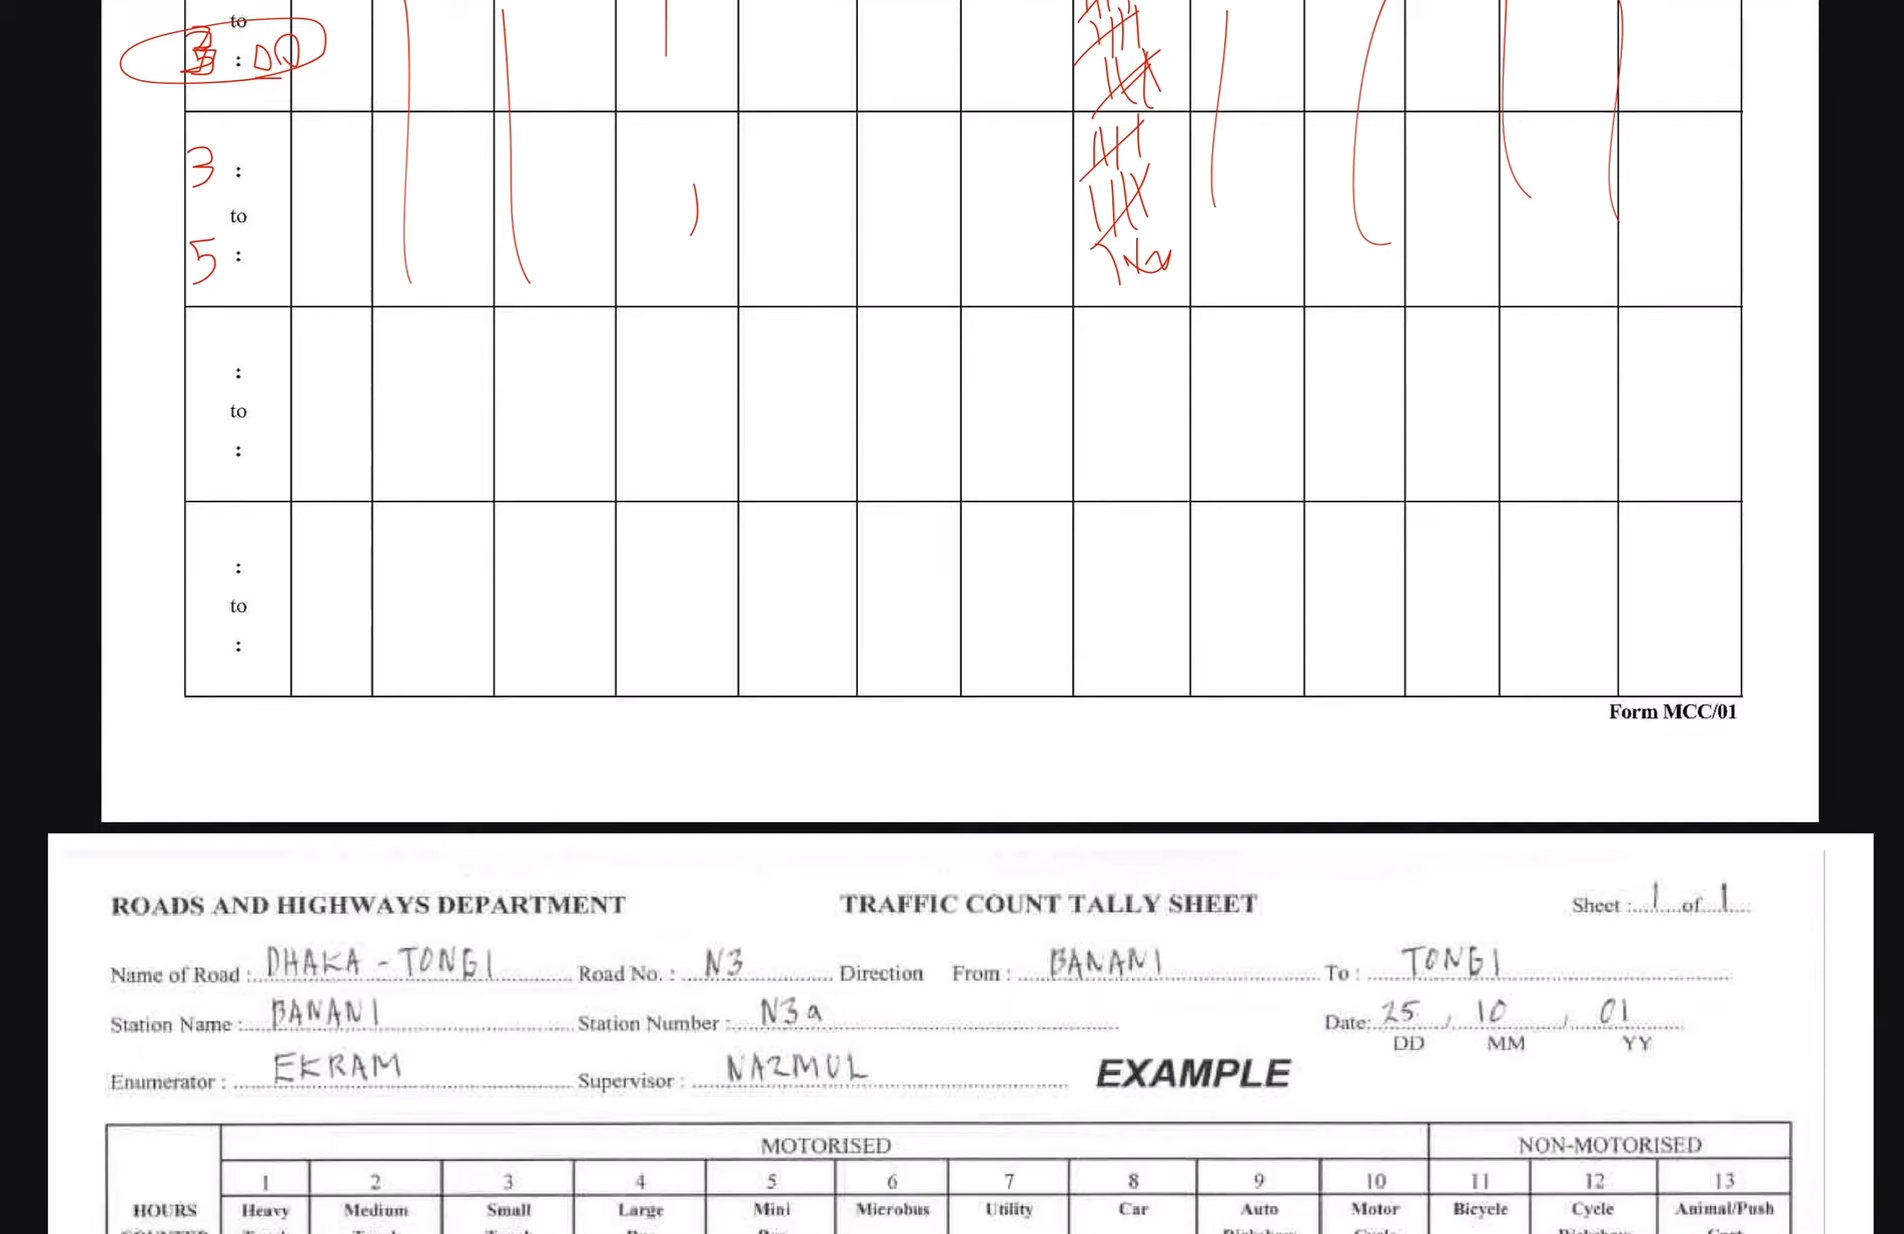 to
3 : 00
3 :
to
5 :
:
to
:
:
to
:
Form MCC/01
ROADS AND HIGHWAYS DEPARTMENT TRAFFIC COUNT TALLY SHEET Sheet : 1 of 1
Name of Road : DHAKA - TONGI Road No. : N3 Direction From : BANANI To : TONGI
Station Name : BANANI Station Number : N3a Date: 25 / 10 / 01
DD MM YY
Enumerator : EKRAM Supervisor : NAZMUL EXAMPLE
MOTORISED NON-MOTORISED
1 2 3 4 5 6 7 8 9 10 11 12 13
HOURS Heavy Medium Small Large Mini Microbus Utility Car Auto Motor Bicycle Cycle Animal/Push